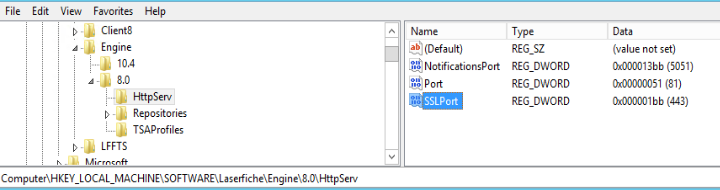 File Edit View Favorites Help
Client8
Engine
10.4
8.0
HttpServ
Repositories
TSAProfiles
LFFTS
Microsoft
Name Type Data
(Default) REG_SZ (value not set)
NotificationsPort REG_DWORD 0x000013bb (5051)
Port REG_DWORD 0x00000051 (81)
SSLPort REG_DWORD 0x000001bb (443)
Computer\HKEY_LOCAL_MACHINE\SOFTWARE\Laserfiche\Engine\8.0\HttpServ